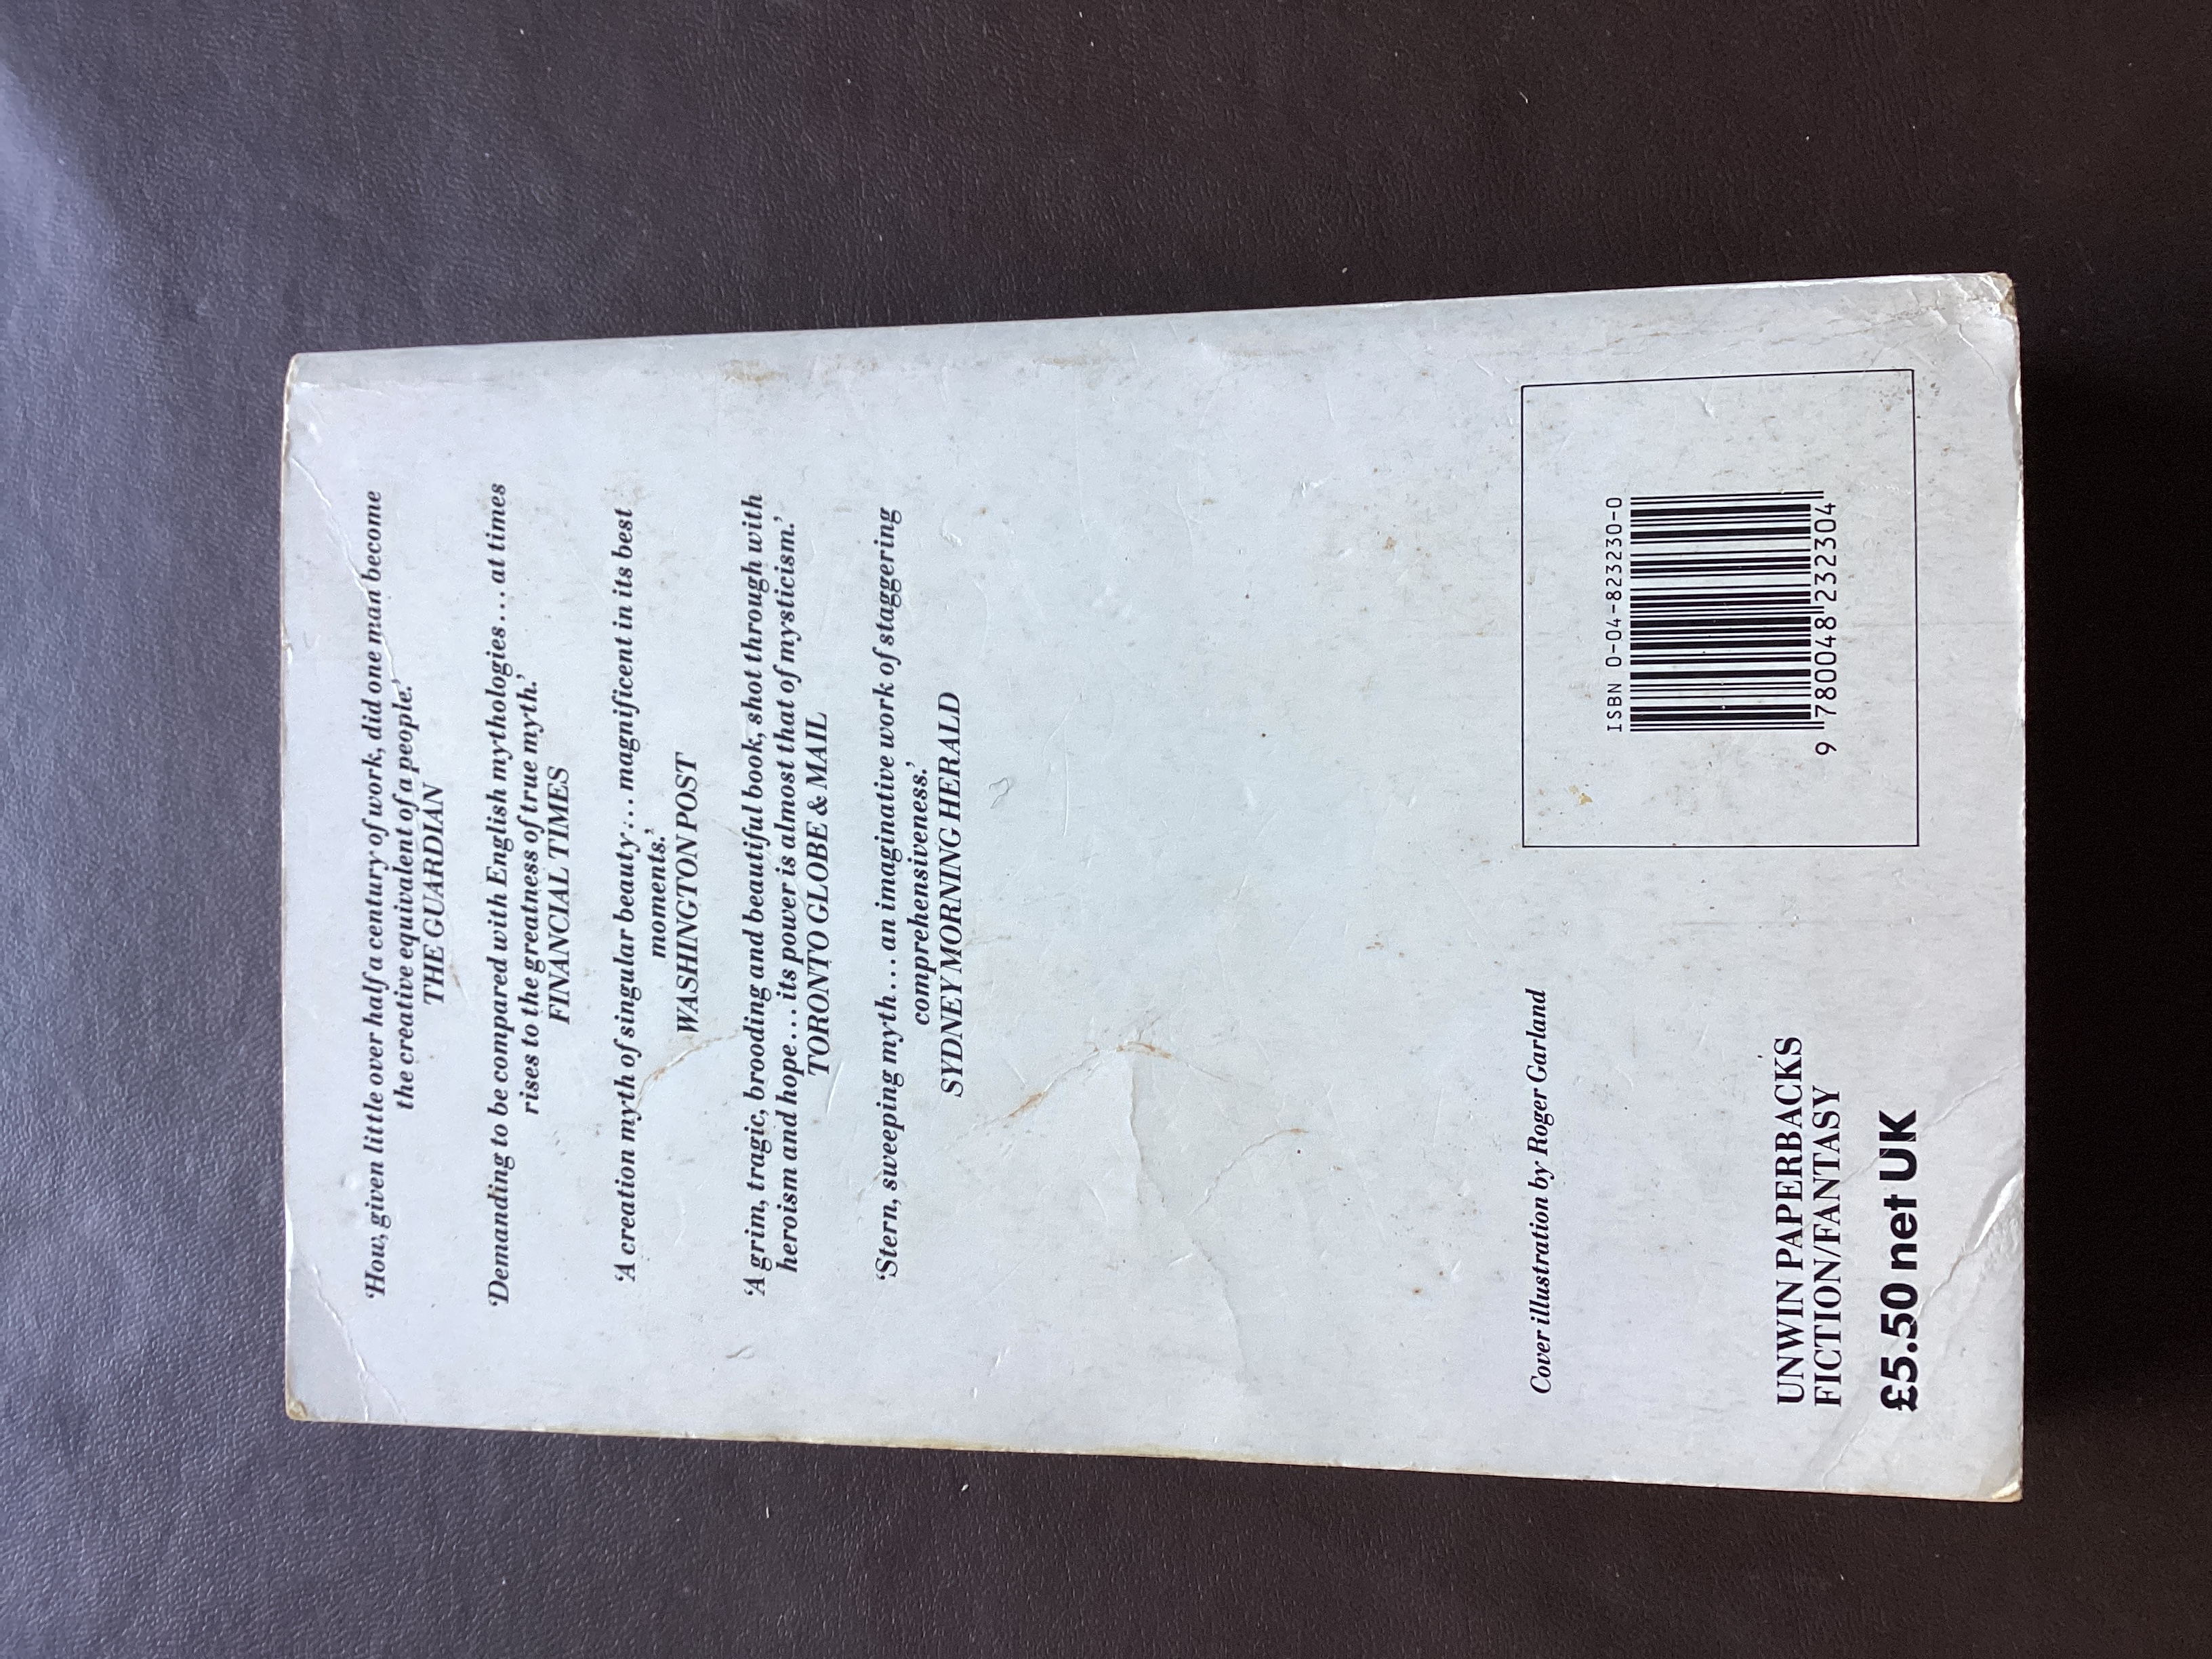 ‘How, given little over half a century of work, did one man become
the creative equivalent of a people.’
THE GUARDIAN
‘Demanding to be compared with English mythologies... at times
rises to the greatness of true myth.’
FINANCIAL TIMES
‘A creation myth of singular beauty... magnificent in its best
moments.’
WASHINGTON POST
‘A grim, tragic, brooding and beautiful book, shot through with
heroism and hope... its power is almost that of mysticism.’
TORONTO GLOBE & MAIL
‘Stern, sweeping myth... an imaginative work of staggering
comprehensiveness.’
SYDNEY MORNING HERALD
Cover illustration by Roger Garland
UNWIN PAPERBACKS
FICTION/FANTASY
£5.50 net UK
ISBN 0-04-823230-0
9 780048 232304